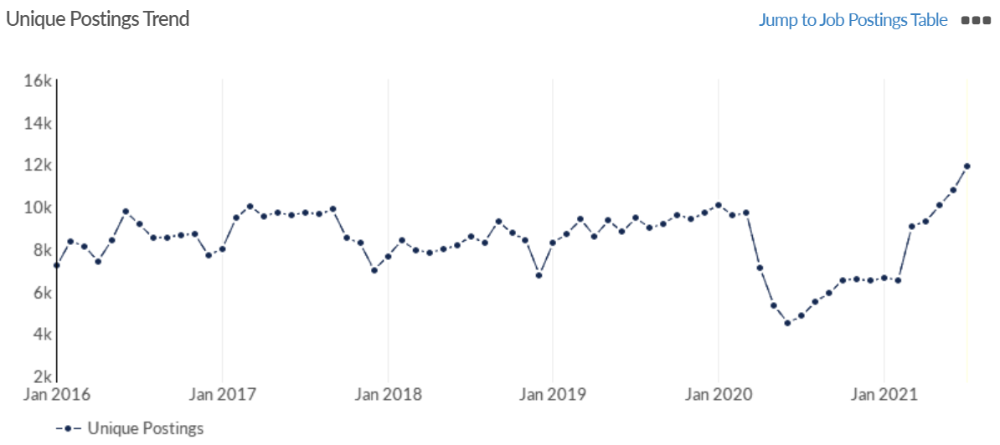 Unique Postings Trend
Jump to Job Postings Table
16k
14k
12k
10k
8k
6k
4k
2k
Jan 2016 Jan 2017 Jan 2018 Jan 2019 Jan 2020 Jan 2021
Unique Postings